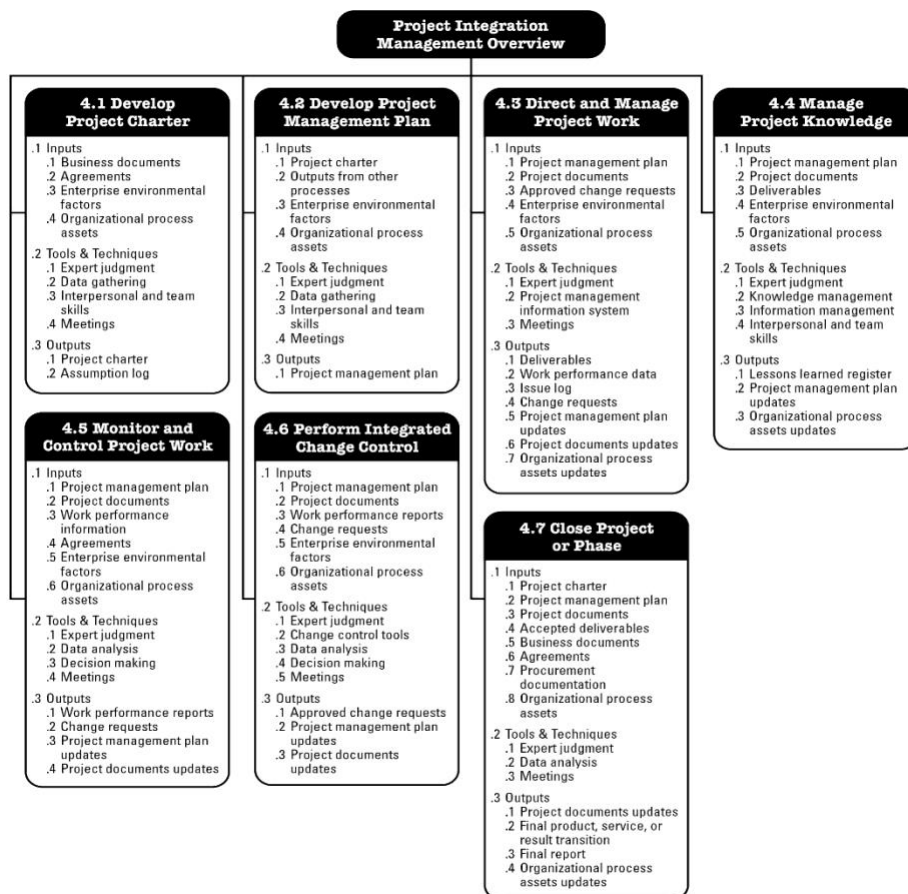 Project Integration
Management Overview
4.1 Develop
Project Charter
.1 Inputs
.1 Business documents
.2 Agreements
.3 Enterprise environmental
factors
.4 Organizational process
assets
.2 Tools & Techniques
.1 Expert judgment
.2 Data gathering
.3 Interpersonal and team
skills
.4 Meetings
.3 Outputs
.1 Project charter
.2 Assumption log
4.2 Develop Project
Management Plan
.1 Inputs
.1 Project charter
.2 Outputs from other
processes
.3 Enterprise environmental
factors
.4 Organizational process
assets
.2 Tools & Techniques
.1 Expert judgment
.2 Data gathering
.3 Interpersonal and team
skills
.4 Meetings
.3 Outputs
.1 Project management plan
4.3 Direct and Manage
Project Work
.1 Inputs
.1 Project management plan
.2 Project documents
.3 Approved change requests
.4 Enterprise environmental
factors
.5 Organizational process
assets
.2 Tools & Techniques
.1 Expert judgment
.2 Project management
information system
.3 Meetings
.3 Outputs
.1 Deliverables
.2 Work performance data
.3 Issue log
.4 Change requests
.5 Project management plan
updates
.6 Project documents updates
.7 Organizational process
assets updates
4.4 Manage
Project Knowledge
.1 Inputs
.1 Project management plan
.2 Project documents
.3 Deliverables
.4 Enterprise environmental
factors
.5 Organizational process
assets
.2 Tools & Techniques
.1 Expert judgment
.2 Knowledge management
.3 Information management
.4 Interpersonal and team
skills
.3 Outputs
.1 Lessons learned register
.2 Project management plan
updates
.3 Organizational process
assets updates
4.5 Monitor and
Control Project Work
.1 Inputs
.1 Project management plan
.2 Project documents
.3 Work performance
information
.4 Agreements
.5 Enterprise environmental
factors
.6 Organizational process
assets
.2 Tools & Techniques
.1 Expert judgment
.2 Data analysis
.3 Decision making
.4 Meetings
.3 Outputs
.1 Work performance reports
.2 Change requests
.3 Project management plan
updates
.4 Project documents updates
4.6 Perform Integrated
Change Control
.1 Inputs
.1 Project management plan
.2 Project documents
.3 Work performance reports
.4 Change requests
.5 Enterprise environmental
factors
.6 Organizational process
assets
.2 Tools & Techniques
.1 Expert judgment
.2 Change control tools
.3 Data analysis
.4 Decision making
.5 Meetings
.3 Outputs
.1 Approved change requests
.2 Project management plan
updates
.3 Project documents
updates
4.7 Close Project
or Phase
.1 Inputs
.1 Project charter
.2 Project management plan
.3 Project documents
.4 Accepted deliverables
.5 Business documents
.6 Agreements
.7 Procurement
documentation
.8 Organizational process
assets
.2 Tools & Techniques
.1 Expert judgment
.2 Data analysis
.3 Meetings
.3 Outputs
.1 Project documents updates
.2 Final product, service, or
result transition
.3 Final report
.4 Organizational process
assets updates